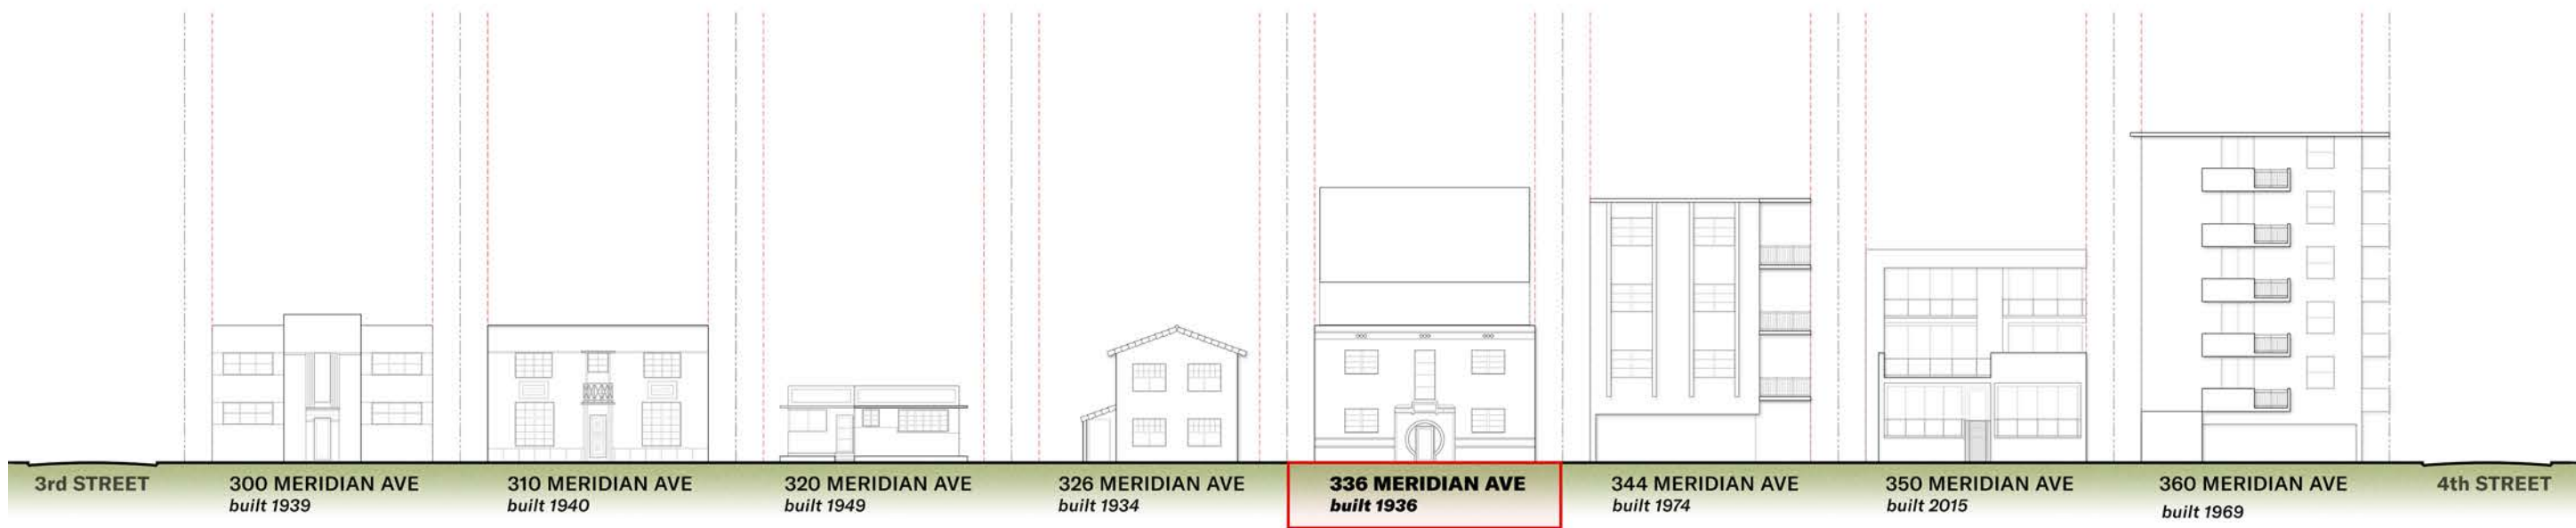 3rd STREET
300 MERIDIAN AVE
built 1939
310 MERIDIAN AVE
built 1940
320 MERIDIAN AVE
built 1949
326 MERIDIAN AVE
built 1934
336 MERIDIAN AVE
built 1936
344 MERIDIAN AVE
built 1974
350 MERIDIAN AVE
built 2015
360 MERIDIAN AVE
built 1969
4th STREET